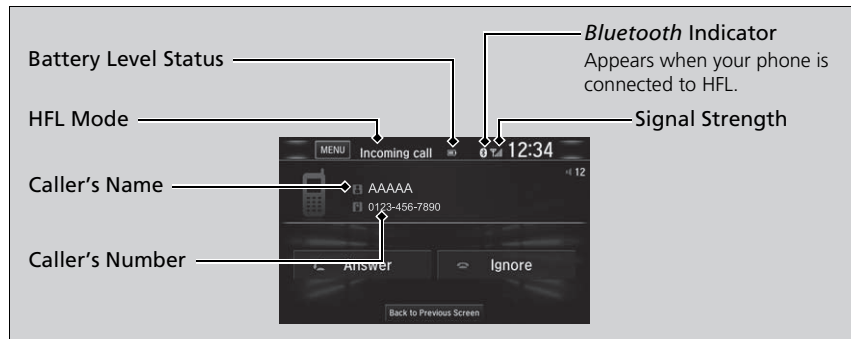 Bluetooth Indicator
Appears when your phone is
connected to HFL.
Battery Level Status
HFL Mode
Signal Strength
MENU
Incoming call
12:34
12
Caller's Name
AAAAA
0123-456-7890
Caller's Number
Answer
Ignore
Back to Previous Screen